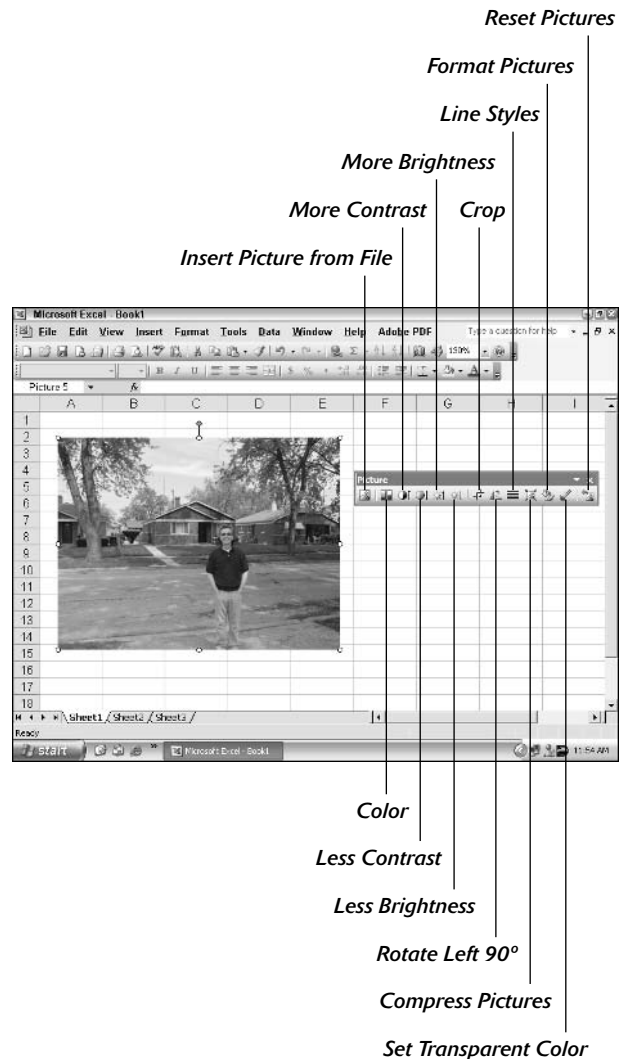 Reset Pictures
Format Pictures
Line Styles
More Brightness
More Contrast Crop
Insert Picture from File
Microsoft Excel - Book1
File Edit View Insert Format Tools Data Window Help Adobe PDF Type a question for help
Picture 5 fx
A B C D E F G H I
1
2
3
4
Picture
5
6
7
8
9
10
11
12
13
14
15
16
17
18
Sheet1 / Sheet2 / Sheet3 /
Ready
start Microsoft Excel - Book1 11:54 AM
Color
Less Contrast
Less Brightness
Rotate Left 90º
Compress Pictures
Set Transparent Color